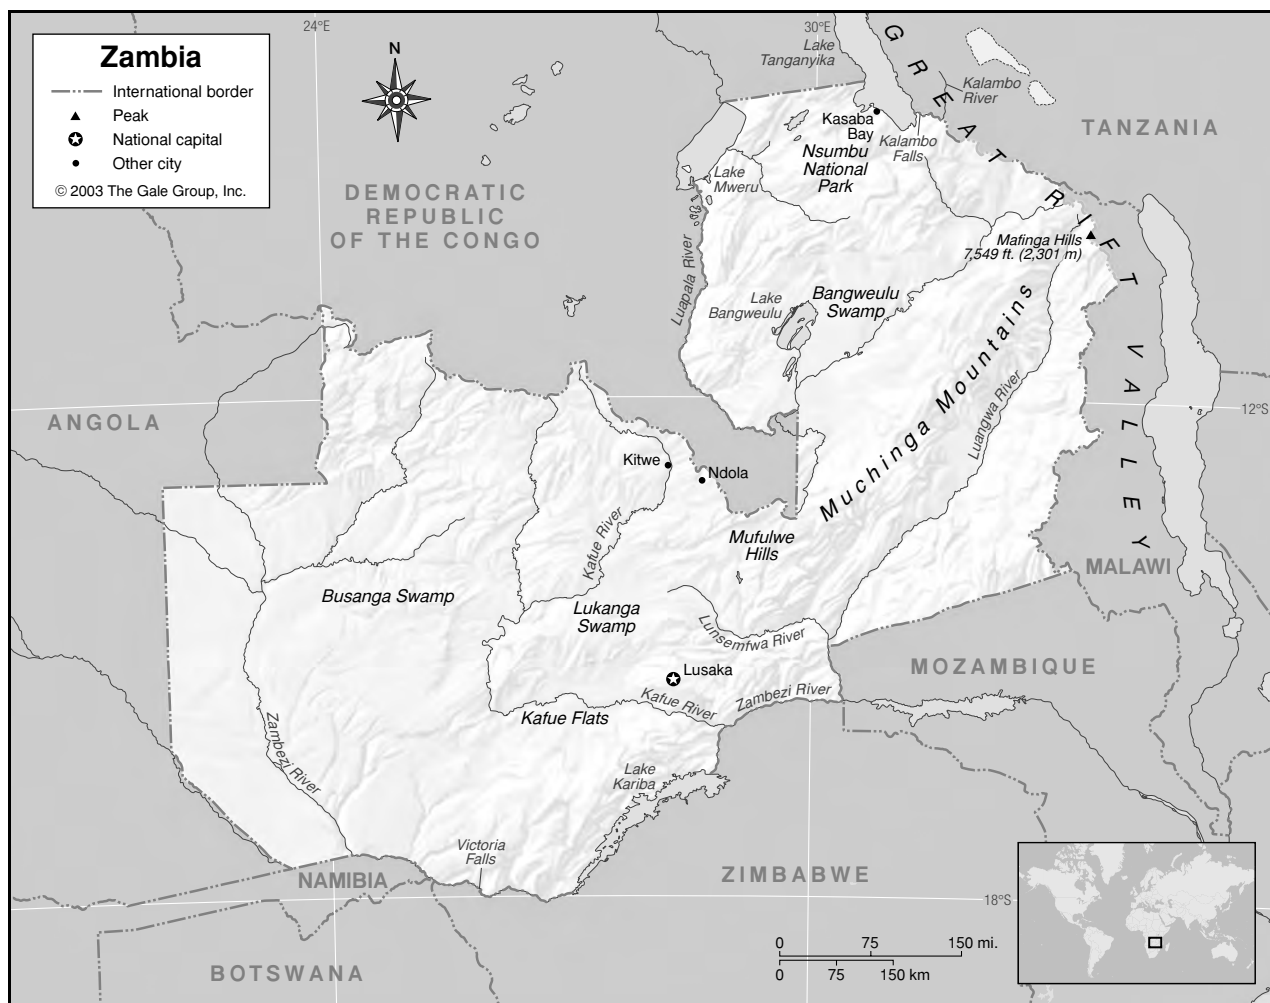 Zambia
International border
Peak
National capital
Other city
© 2003 The Gale Group, Inc.
N
24°E
30°E
Lake
Tanganyika
GREAT RIFT VALLEY
Kalambo
River
TANZANIA
Kasaba
Bay
Kalambo
Falls
Nsumbu
National
Park
Lake
Mweru
DEMOCRATIC
REPUBLIC
OF THE CONGO
Luapala River
Mafinga Hills
7,549 ft. (2,301 m)
Lake
Bangweulu
Bangweulu
Swamp
Muchinga Mountains
Luangwa River
12°S
ANGOLA
Kitwe
Ndola
Kafue River
Mufulwe
Hills
MALAWI
Busanga Swamp
Lukanga
Swamp
Lunsemfwa River
MOZAMBIQUE
Lusaka
Kafue River
Zambezi River
Kafue Flats
Zambezi River
Lake
Kariba
Victoria
Falls
NAMIBIA
ZIMBABWE
18°S
BOTSWANA
0 75 150 mi.
0 75 150 km